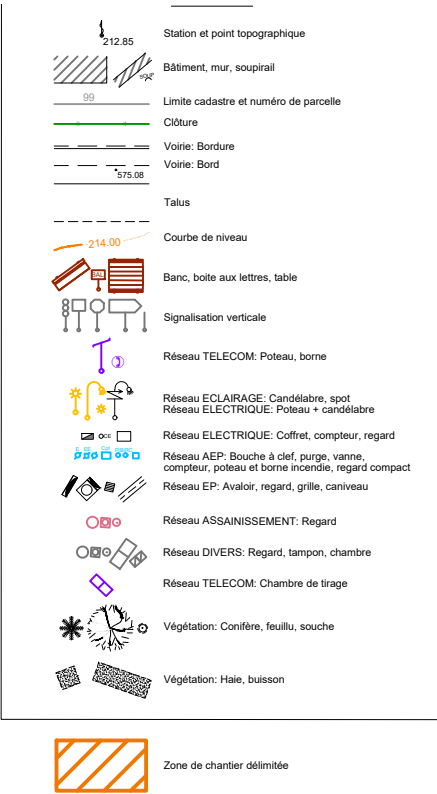 212.85
Station et point topographique
SOUP
Bâtiment, mur, soupirail
99
Limite cadastre et numéro de parcelle
Clôture
Voirie: Bordure
Voirie: Bord
575.08
Talus
214.00
Courbe de niveau
BAL
Banc, boite aux lettres, table
Signalisation verticale
Réseau TELECOM: Poteau, borne
Réseau ECLAIRAGE: Candélabre, spot
Réseau ELECTRIQUE: Poteau + candélabre
CE
Réseau ELECTRIQUE: Coffret, compteur, regard
Réseau AEP: Bouche à clef, purge, vanne,
compteur, poteau et borne incendie, regard compact
Réseau EP: Avaloir, regard, grille, caniveau
Réseau ASSAINISSEMENT: Regard
Réseau DIVERS: Regard, tampon, chambre
Réseau TELECOM: Chambre de tirage
Végétation: Conifère, feuillu, souche
Végétation: Haie, buisson
Zone de chantier délimitée